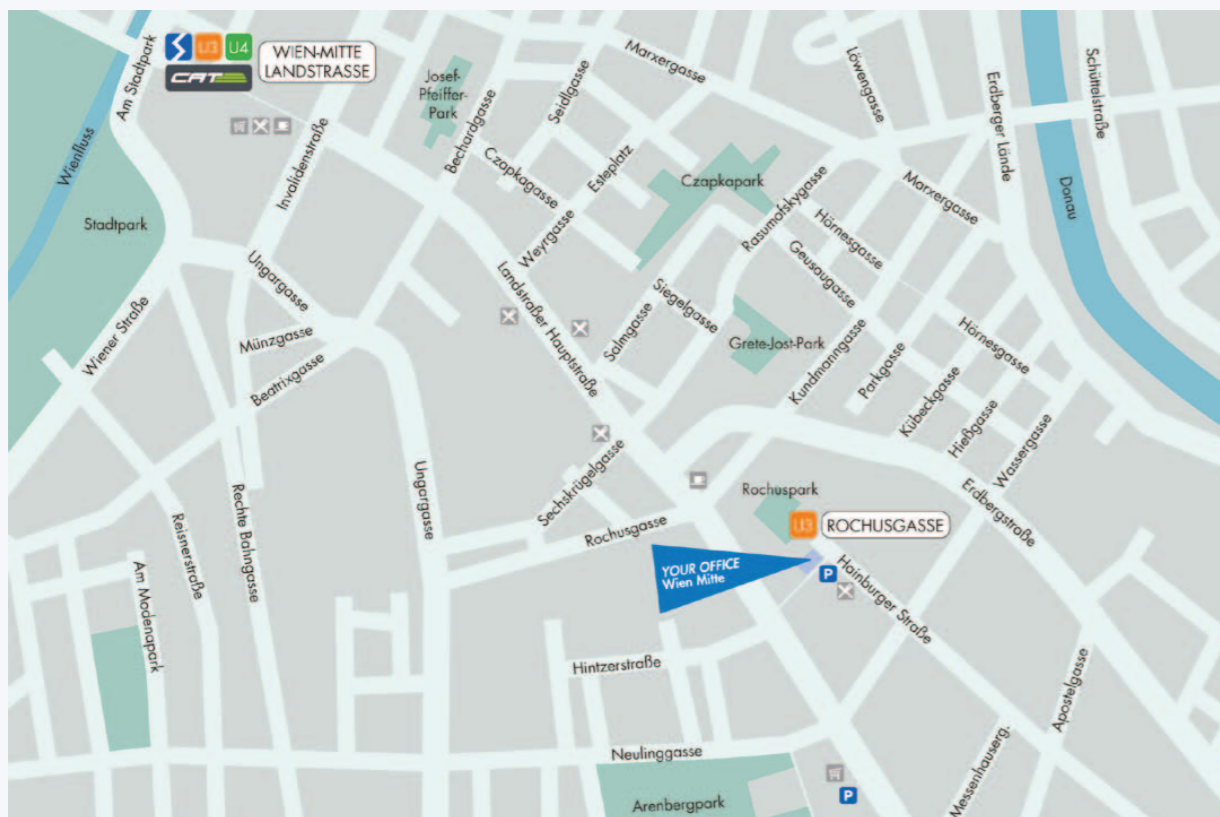 U3
U4
CAT
WIEN-MITTE
LANDSTRASSE
Am Stadtpark
Wienfluss
Stadtpark
Invalidenstraße
Josef-
Pfeiffer-
Park
Bechardgasse
Seidlgasse
Marxergasse
Löwengasse
Erdberger Lände
Schüttelstraße
Donau
Czapkagasse
Esteplatz
Weyrgasse
Czapkapark
Rasumofskygasse
Hörnesgasse
Marxergasse
Geusaugasse
Ungargasse
Landstraßer Hauptstraße
Salmgasse
Siegelgasse
Grete-Jost-Park
Kundmanngasse
Parkgasse
Kübeckgasse
Hießgasse
Hörnesgasse
Wassergasse
Wiener Straße
Münzgasse
Beatrixgasse
Ungargasse
Sechskrügelgasse
Rochusgasse
Rochuspark
U3
ROCHUSGASSE
Erdbergstraße
Reisnerstraße
Rechte Bahngasse
Am Modenapark
YOUR OFFICE
Wien Mitte
P
Hainburger Straße
Hintzerstraße
Apostelgasse
Messenhauserg.
Neulinggasse
Arenbergpark
P